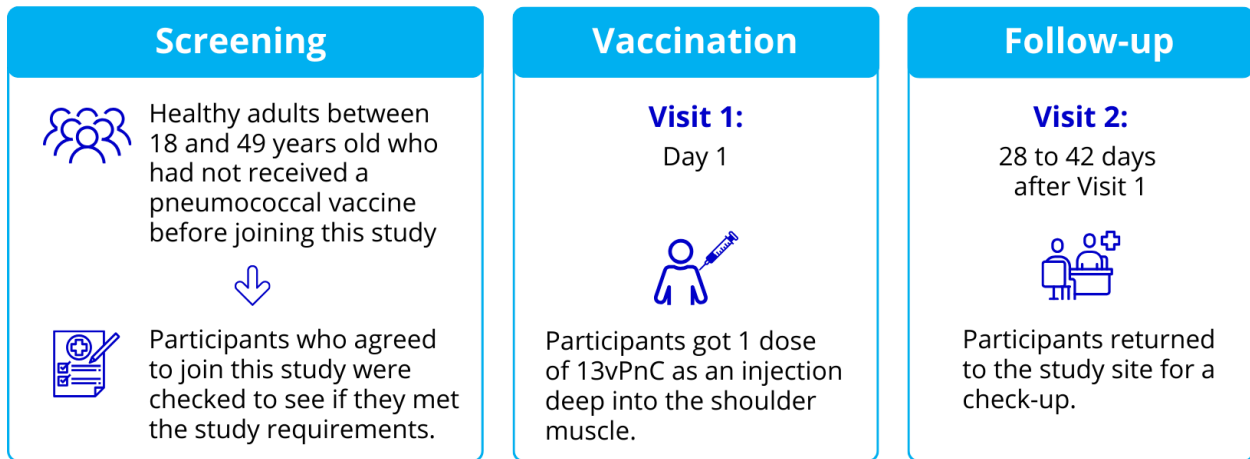 Screening
Healthy adults between
18 and 49 years old who
had not received a
pneumococcal vaccine
before joining this study
Participants who agreed
to join this study were
checked to see if they met
the study requirements.
Vaccination
Visit 1:
Day 1
Participants got 1 dose
of 13vPnC as an injection
deep into the shoulder
muscle.
Follow-up
Visit 2:
28 to 42 days
after Visit 1
Participants returned
to the study site for a
check-up.